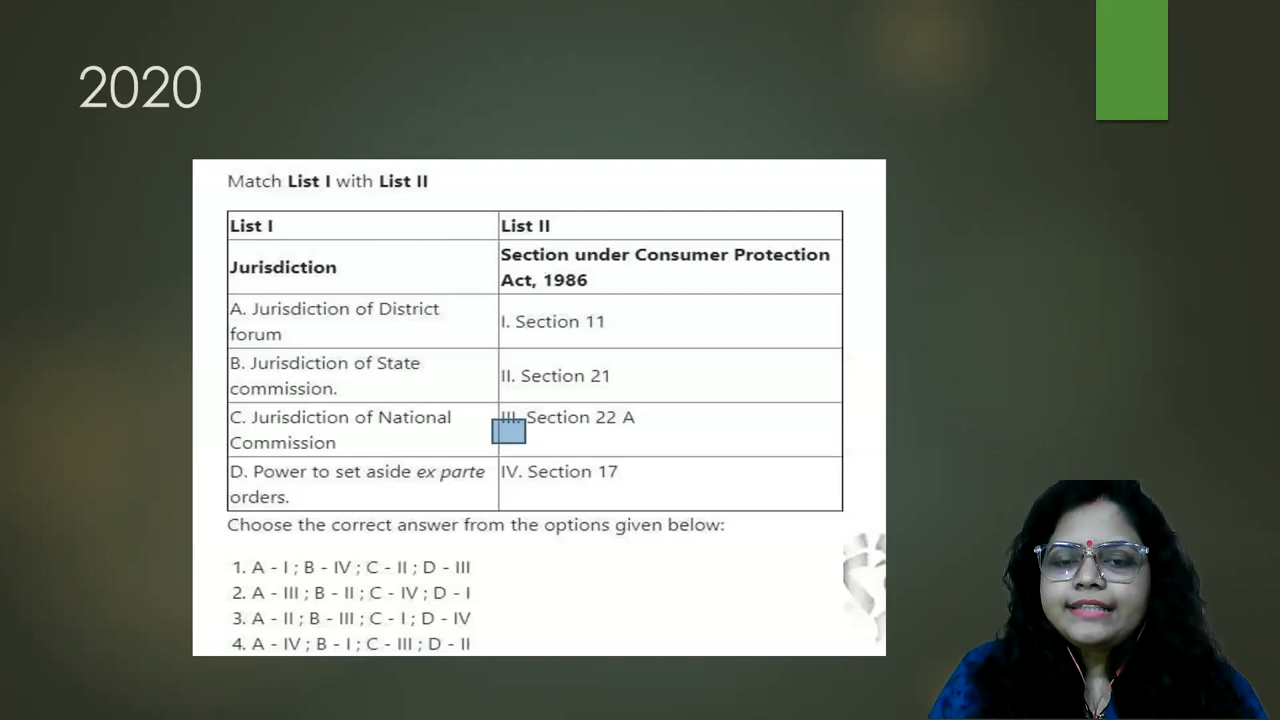 2020
Match List I with List II
List I
List II
Jurisdiction
Section under Consumer Protection
Act, 1986
A. Jurisdiction of District
forum
I. Section 11
B. Jurisdiction of State
commission.
II. Section 21
C. Jurisdiction of National
Commission
III. Section 22 A
D. Power to set aside ex parte
orders.
IV. Section 17
Choose the correct answer from the options given below:
1. A - I ; B - IV ; C - II ; D - III
2. A - III ; B - II ; C - IV ; D - I
3. A - II ; B - III ; C - I ; D - IV
4. A - IV ; B - I ; C - III ; D - II